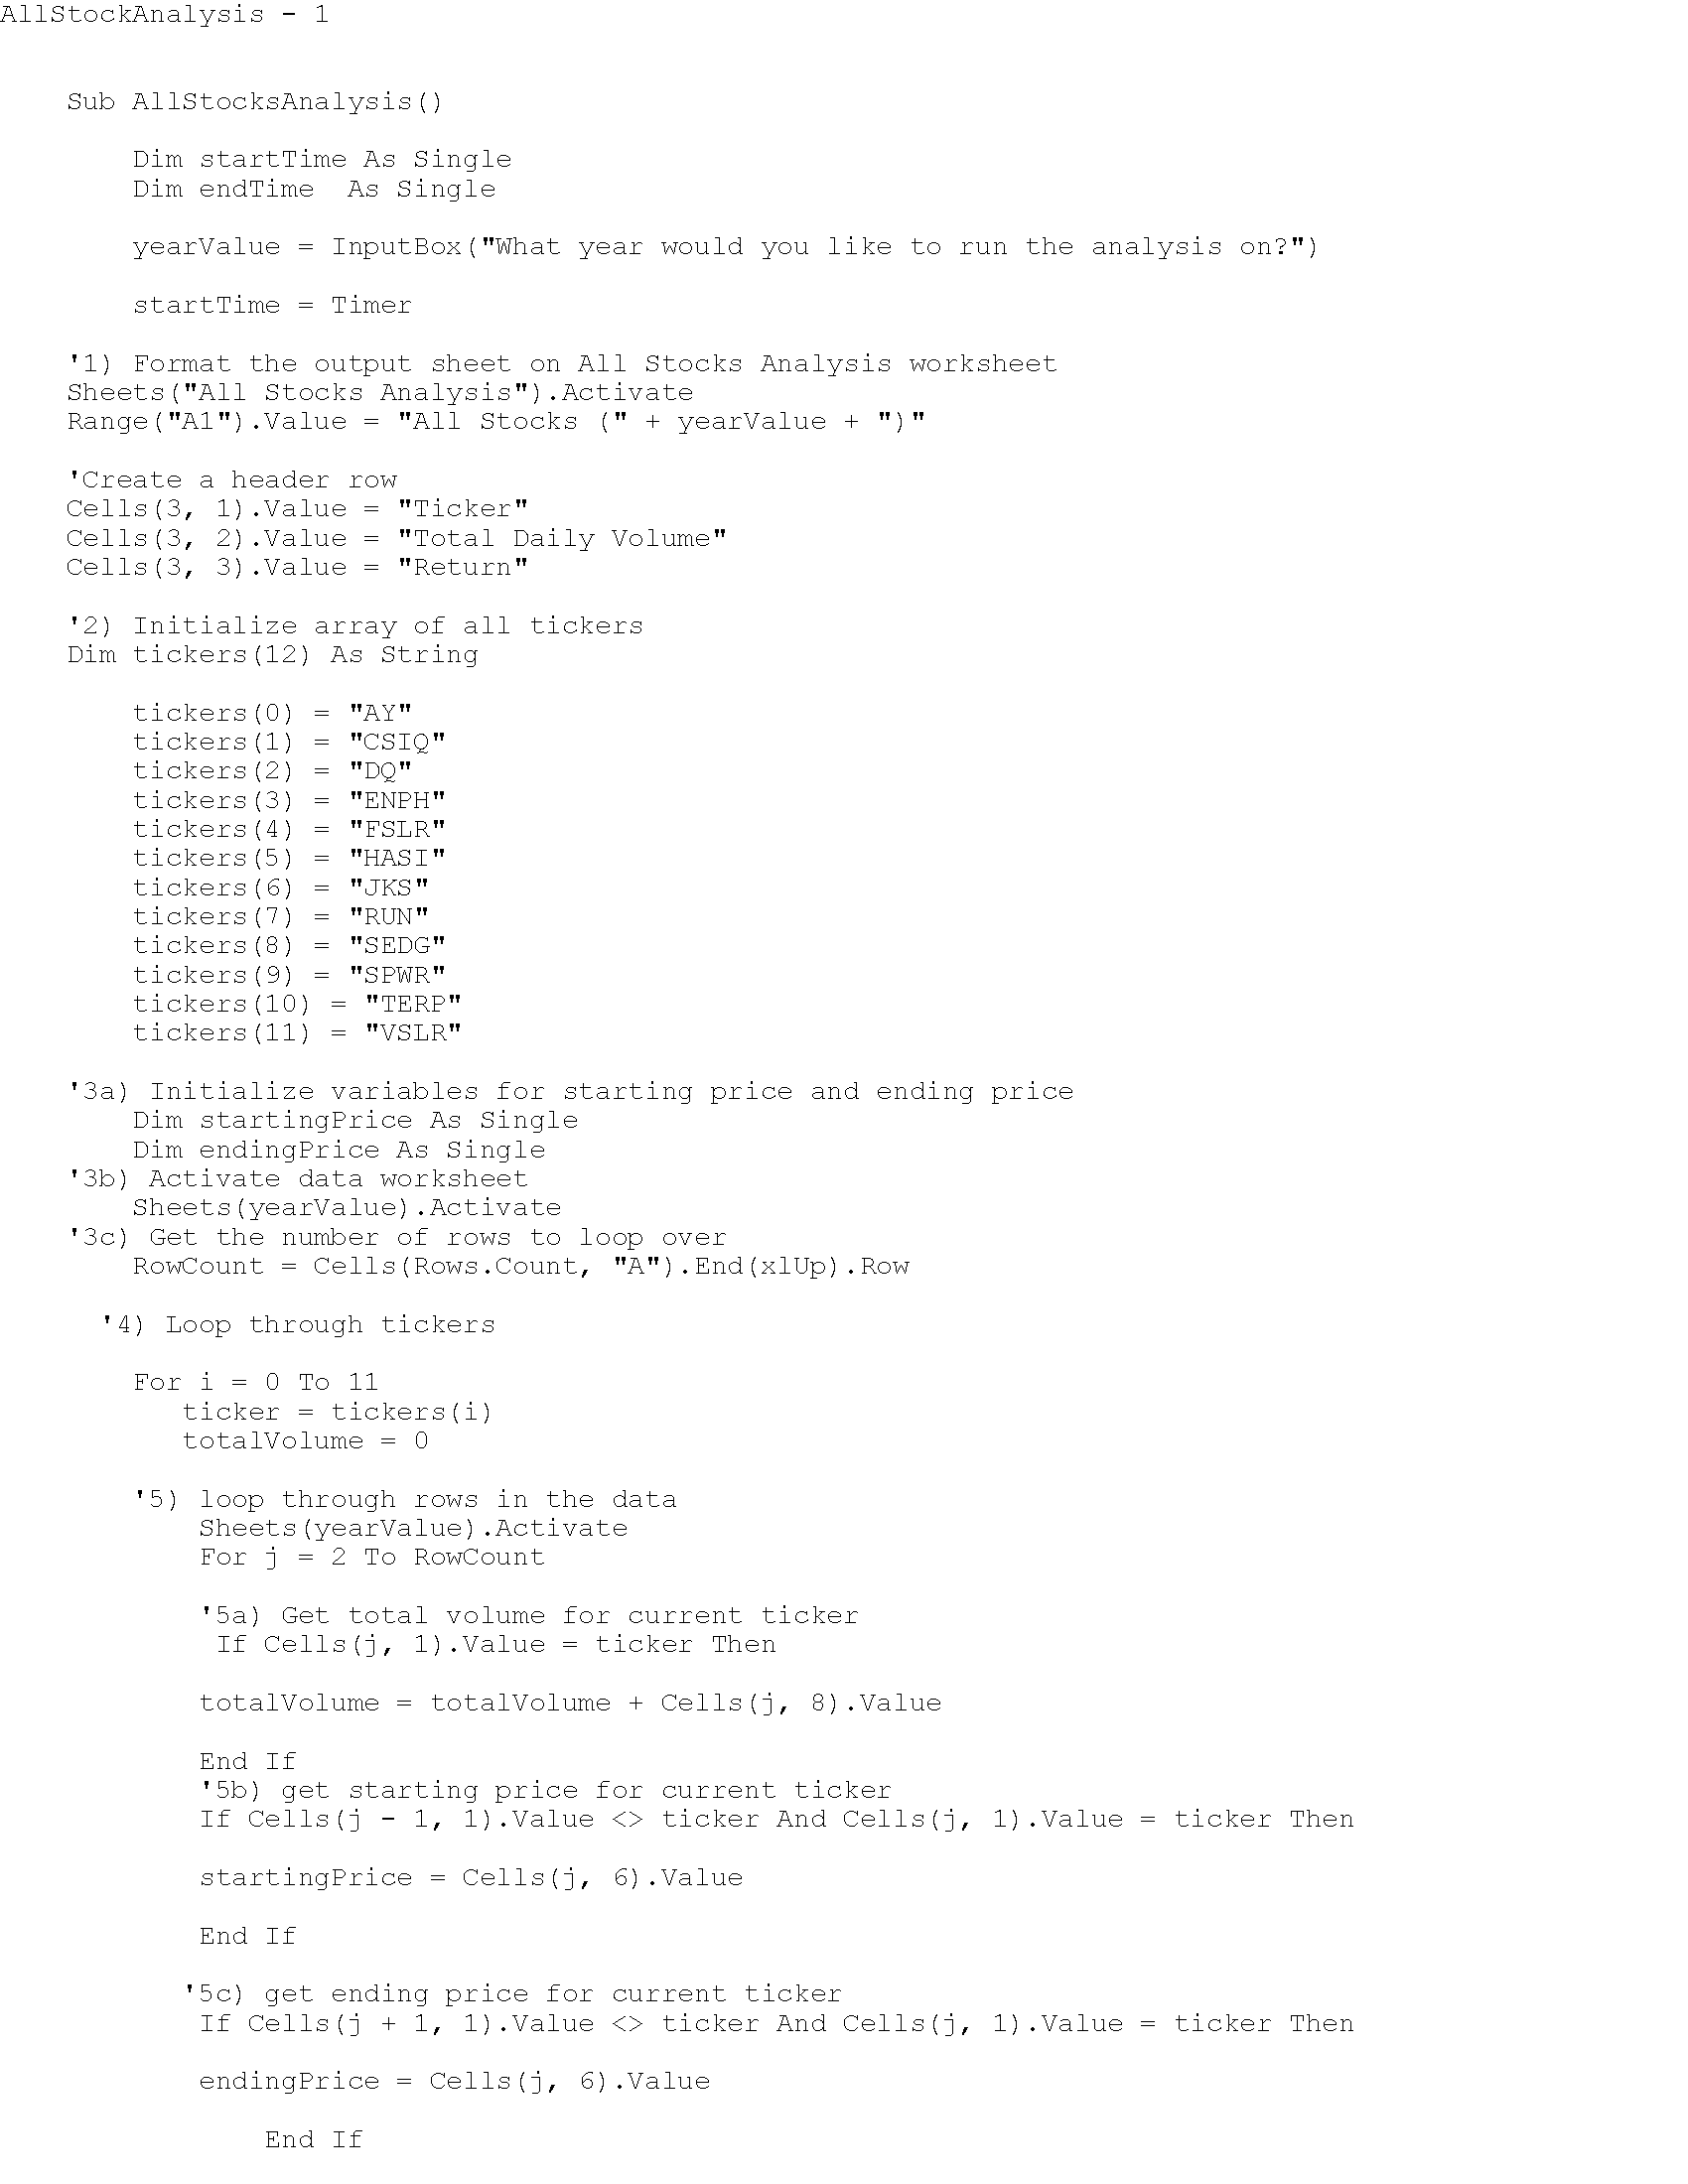 AllStockAnalysis - 1
Sub AllStocksAnalysis()
Dim startTime As Single
Dim endTime  As Single
yearValue = InputBox("What year would you like to run the analysis on?")
startTime = Timer
'1) Format the output sheet on All Stocks Analysis worksheet
Sheets("All Stocks Analysis").Activate
Range("A1").Value = "All Stocks (" + yearValue + ")"
'Create a header row
Cells(3, 1).Value = "Ticker"
Cells(3, 2).Value = "Total Daily Volume"
Cells(3, 3).Value = "Return"
'2) Initialize array of all tickers
Dim tickers(12) As String
tickers(0) = "AY"
tickers(1) = "CSIQ"
tickers(2) = "DQ"
tickers(3) = "ENPH"
tickers(4) = "FSLR"
tickers(5) = "HASI"
tickers(6) = "JKS"
tickers(7) = "RUN"
tickers(8) = "SEDG"
tickers(9) = "SPWR"
tickers(10) = "TERP"
tickers(11) = "VSLR"
'3a) Initialize variables for starting price and ending price
Dim startingPrice As Single
Dim endingPrice As Single
'3b) Activate data worksheet
Sheets(yearValue).Activate
'3c) Get the number of rows to loop over
RowCount = Cells(Rows.Count, "A").End(xlUp).Row
'4) Loop through tickers
For i = 0 To 11
ticker = tickers(i)
totalVolume = 0
'5) loop through rows in the data
Sheets(yearValue).Activate
For j = 2 To RowCount
'5a) Get total volume for current ticker
If Cells(j, 1).Value = ticker Then
totalVolume = totalVolume + Cells(j, 8).Value
End If
'5b) get starting price for current ticker
If Cells(j - 1, 1).Value <> ticker And Cells(j, 1).Value = ticker Then
startingPrice = Cells(j, 6).Value
End If
'5c) get ending price for current ticker
If Cells(j + 1, 1).Value <> ticker And Cells(j, 1).Value = ticker Then
endingPrice = Cells(j, 6).Value
End If